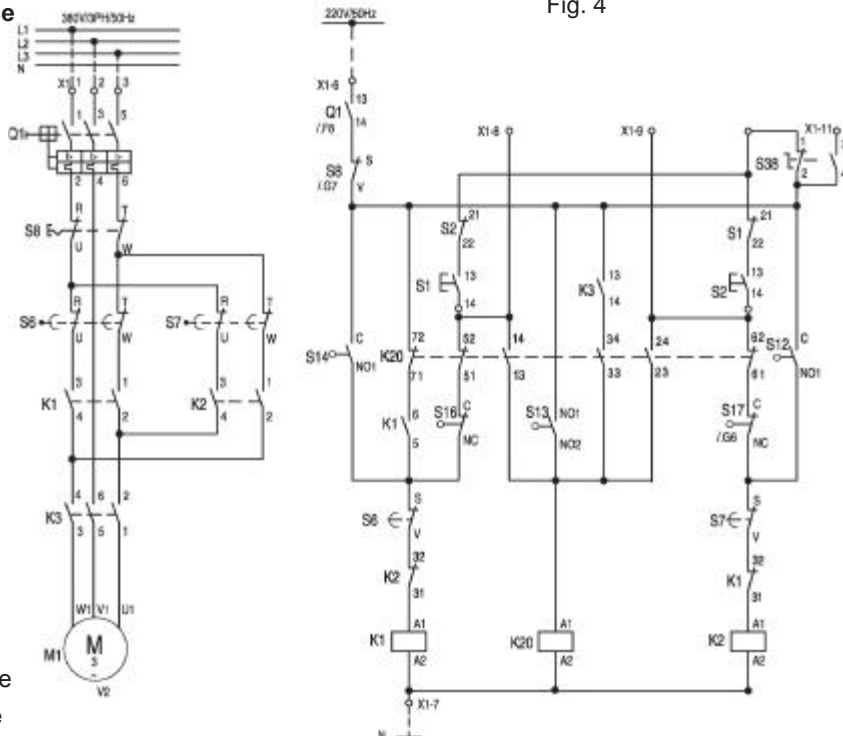 e
380V/3PH/50Hz
L1
L2
L3
N
X1 1 2 3
1 3 5
Q1
2 4 6
R T
S8
U W
R T R T
S6 S7
U W U W
3 1 3 1
K1 K2
4 2 4 2
4 6 2
K3
3 5 1
W1 V1 U1
M1 M
3
~
V2
e
e
Fig. 4
220V/50Hz
X1-6
13
Q1
/.F8 14
X1-8 X1-9 X1-11
1 3
S8 S S38
/.G7 V 2 4
21 21
S2 S1
22 22
13 13 13
S1 K3 S2
14 14 14
C 72 52 14 34 24 62 C
S14 K20 S12
NO1 71 51 13 33 23 61 NO1
6 C NO1 C
K1 S16 S13 S17
5 NC NO2 /.G6 NC
S S
S6 S7
V V
32 32
K2 K1
31 31
A1 A1 A1
K1 K20 K2
A2 A2 A2
X1-7
N